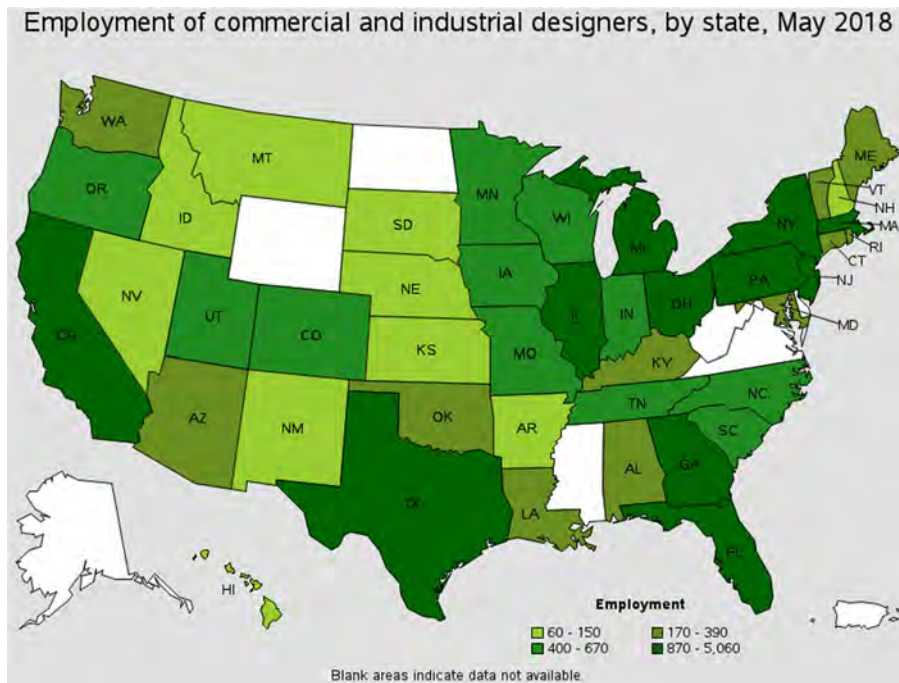 Employment of commercial and industrial designers, by state, May 2018
WA
MT
ME
OR
MN
VT
NH
ID
SD
WI
MI
NY
MA
RI
CT
IA
NE
PA
NJ
NV
UT
IL
IN
OH
MD
CA
CO
KS
MO
KY
AZ
NM
OK
AR
TN
NC
SC
AL
GA
TX
LA
FL
HI
Employment
60 - 150
170 - 390
400 - 670
870 - 5,060
Blank areas indicate data not available.